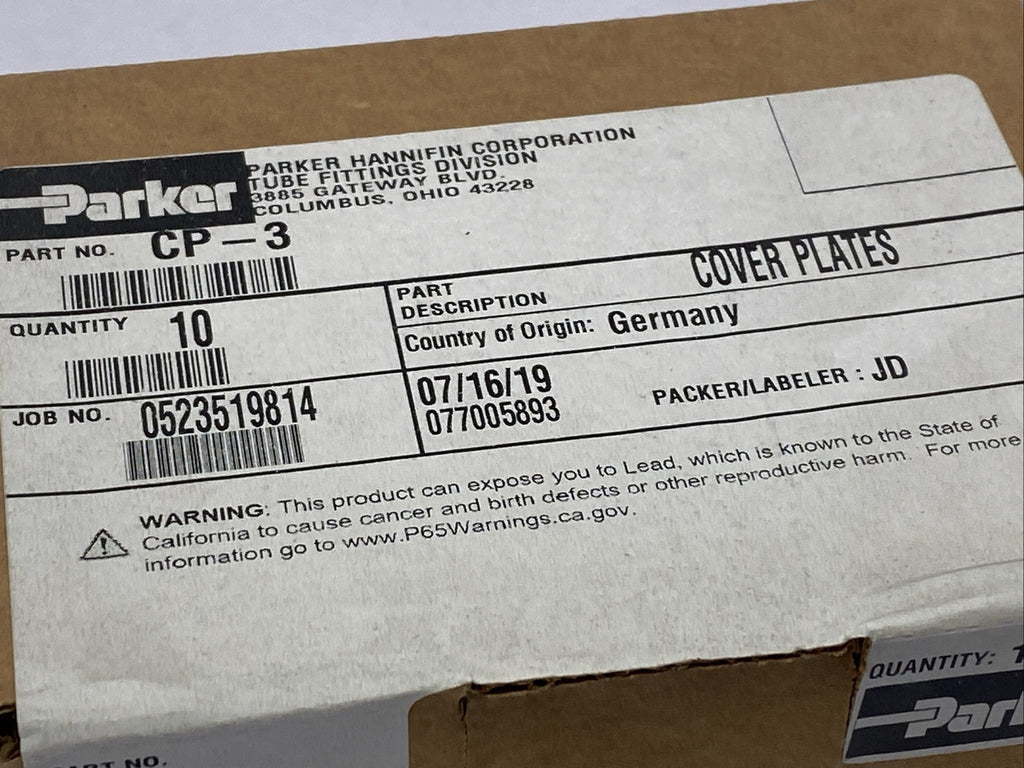 Parker
PARKER HANNIFIN CORPORATION
TUBE FITTINGS DIVISION
3885 GATEWAY BLVD.
COLUMBUS, OHIO 43228
PART NO. CP-3
PART DESCRIPTION COVER PLATES
QUANTITY 10
Country of Origin: Germany
JOB NO. 0523519814
07/16/19
077005893
PACKER/LABELER : JD
WARNING: This product can expose you to Lead, which is known to the State of
California to cause cancer and birth defects or other reproductive harm. For more
information go to www.P65Warnings.ca.gov.
QUANTITY:
Parker
PART NO.